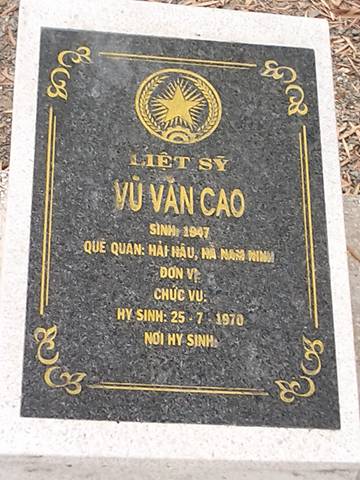 LIỆT SỸ
VŨ VĂN CAO
SINH: 1947
QUÊ QUÁN: HẢI HẬU, HÀ NAM NINH
ĐƠN VỊ:
CHỨC VỤ:
HY SINH: 25 - 7 - 1970
NƠI HY SINH: